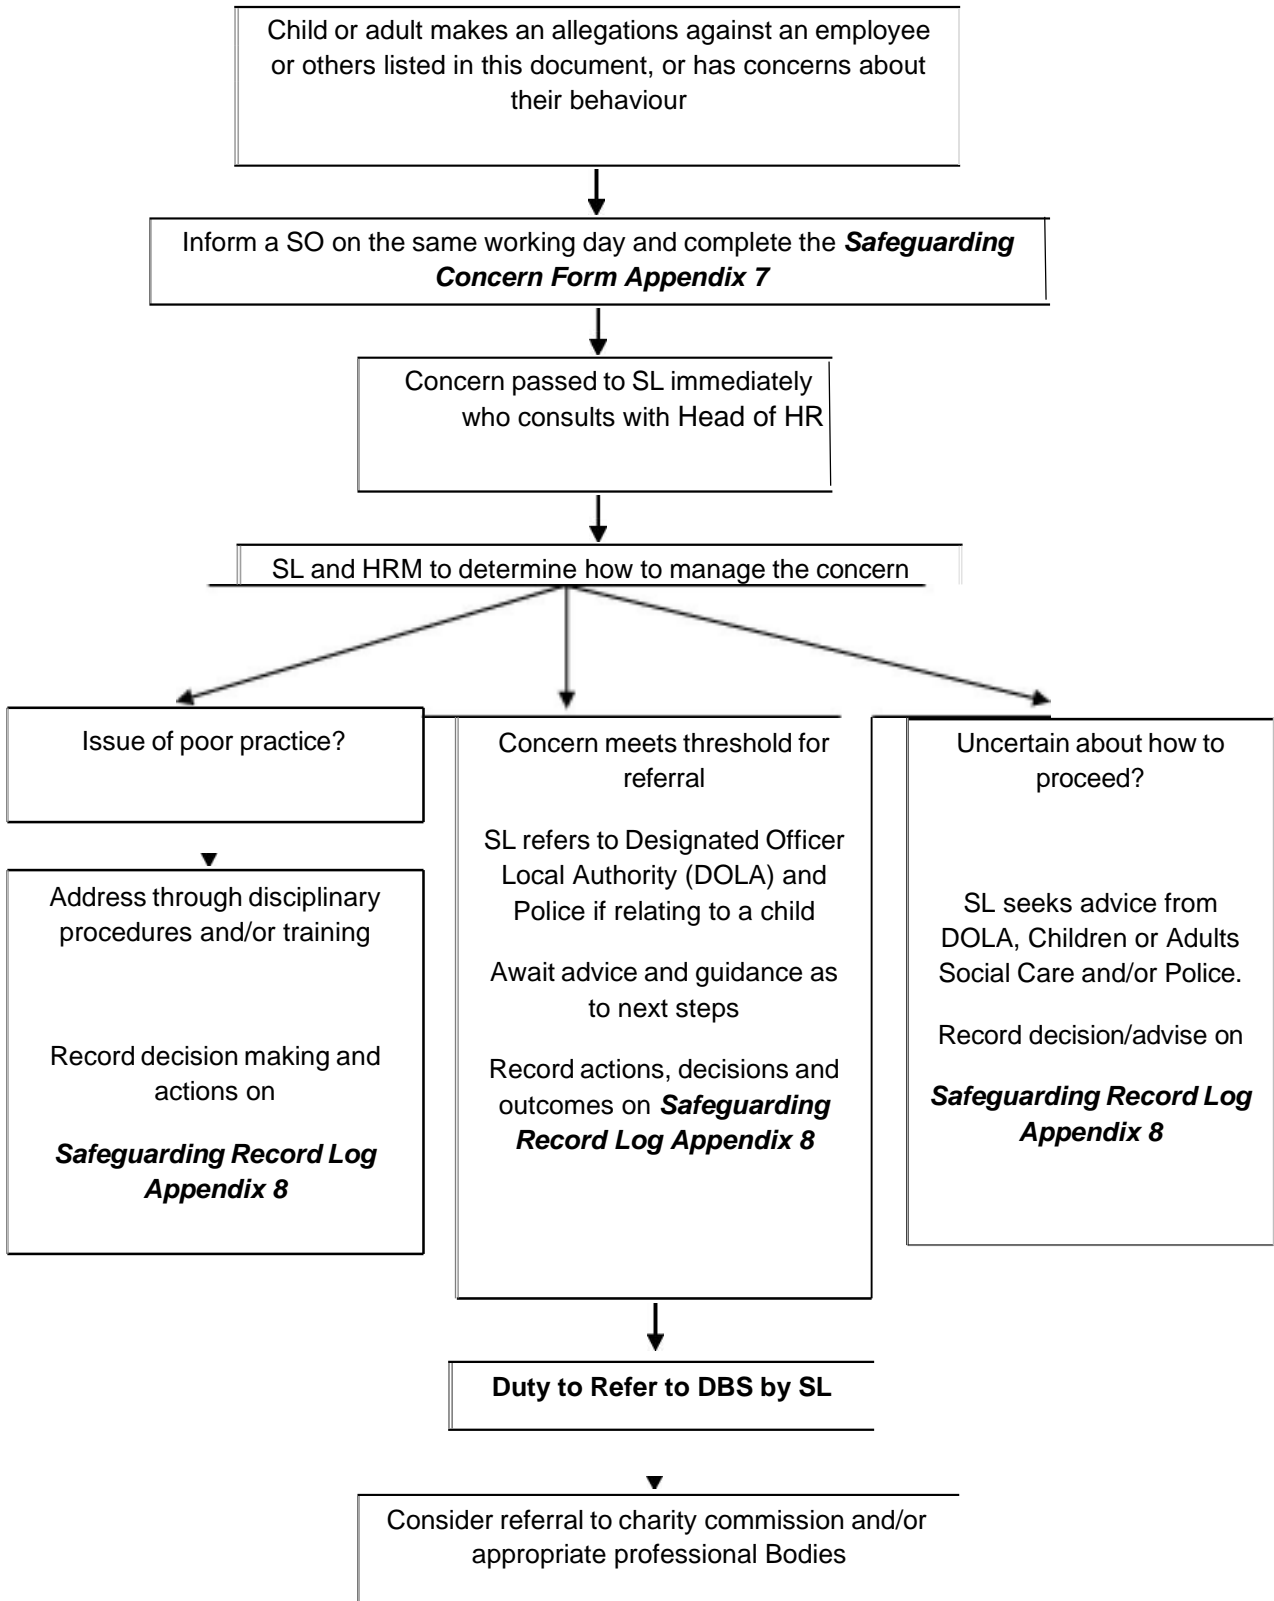 Child or adult makes an allegations against an employee
or others listed in this document, or has concerns about
their behaviour
Inform a SO on the same working day and complete the Safeguarding
Concern Form Appendix 7
Concern passed to SL immediately
who consults with Head of HR
SL and HRM to determine how to manage the concern
Issue of poor practice?
Address through disciplinary
procedures and/or training
Record decision making and
actions on
Safeguarding Record Log
Appendix 8
Concern meets threshold for
referral
SL refers to Designated Officer
Local Authority (DOLA) and
Police if relating to a child
Await advice and guidance as
to next steps
Record actions, decisions and
outcomes on Safeguarding
Record Log Appendix 8
Uncertain about how to
proceed?
SL seeks advice from
DOLA, Children or Adults
Social Care and/or Police.
Record decision/advise on
Safeguarding Record Log
Appendix 8
Duty to Refer to DBS by SL
Consider referral to charity commission and/or
appropriate professional Bodies